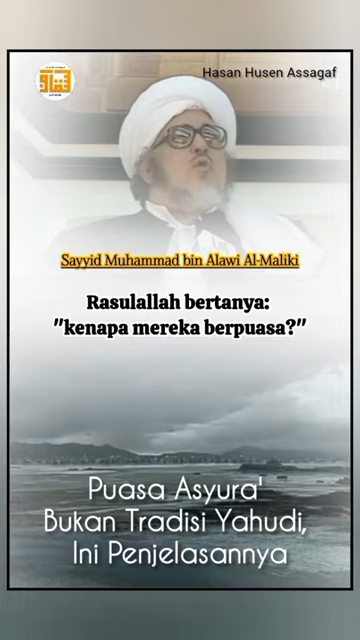 Hasan Husen Assagaf
Sayyid Muhammad bin Alawi Al-Maliki
Rasulallah bertanya:
"kenapa mereka berpuasa?"
Puasa Asyura'
Bukan Tradisi Yahudi,
Ini Penjelasannya